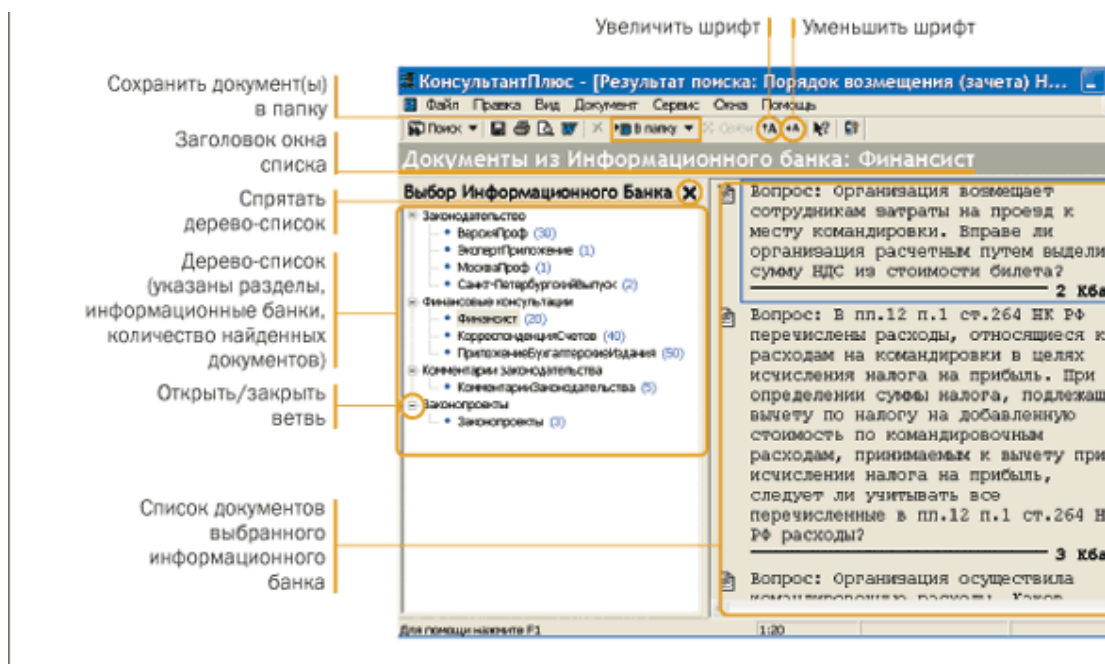 Увеличить шрифт
Уменьшить шрифт
Сохранить документ(ы)
в папку
Заголовок окна
списка
Спрятать
дерево-список
Дерево-список
(указаны разделы,
информационные банки,
количество найденных
документов)
Открыть/закрыть
ветвь
Список документов
выбранного
информационного
банка
КонсультантПлюс - [Результат поиска: Порядок возмещения (зачета) Н...
Файл Правка Вид Документ Сервис Окна Помощь
Поиск В папку Связи
Документы из Информационного банка: Финансист
Выбор Информационного Банка
Законодательство
ВерсияПроф (30)
ЭкспертПриложение (1)
МоскваПроф (1)
Санкт-ПетербургскийВыпуск (2)
Финансовые консультации
Финансист (20)
КорреспонденцияСчетов (40)
ПриложениеБухгалтерскиеИздания (50)
Комментарии законодательства
КомментарииЗаконодательства (5)
Законопроекты
Законопроекты (3)
Вопрос: Организация возмещает
сотрудникам затраты на проезд к
месту командировки. Вправе ли
организация расчетным путем выдели
сумму НДС из стоимости билета?
2 Кба
Вопрос: В пп.12 п.1 ст.264 НК РФ
перечислены расходы, относящиеся к
расходам на командировки в целях
исчисления налога на прибыль. При
определении суммы налога, подлежащ
вычету по налогу на добавленную
стоимость по командировочным
расходам, принимаемым к вычету при
исчислении налога на прибыль,
следует ли учитывать все
перечисленные в пп.12 п.1 ст.264 Н
РФ расходы?
3 Кба
Вопрос: Организация осуществила
командировочные расходы. Каков
Для помощи нажмите F1
1:20